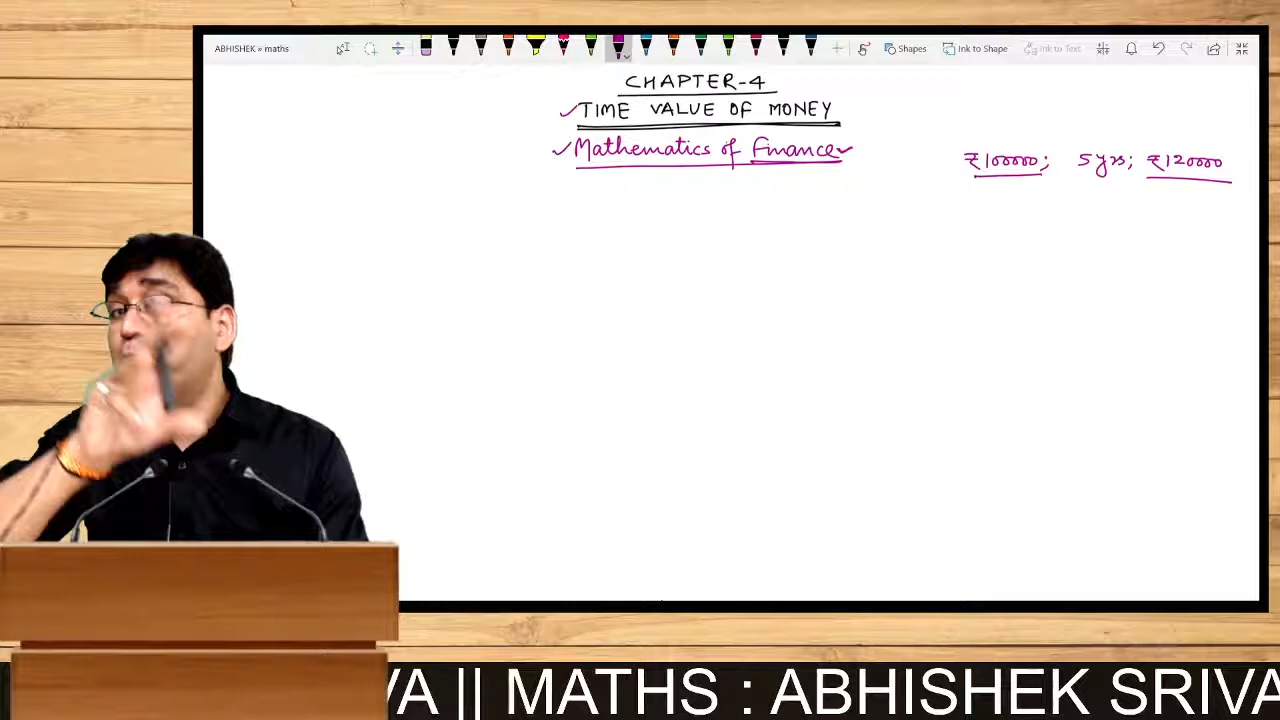 ABHISHEK » maths
Shapes Ink to Shape Ink to Text
CHAPTER-4
TIME VALUE OF MONEY
Mathematics of Finance
₹100000; 5yrs; ₹120000
VA || MATHS : ABHISHEK SRIVA